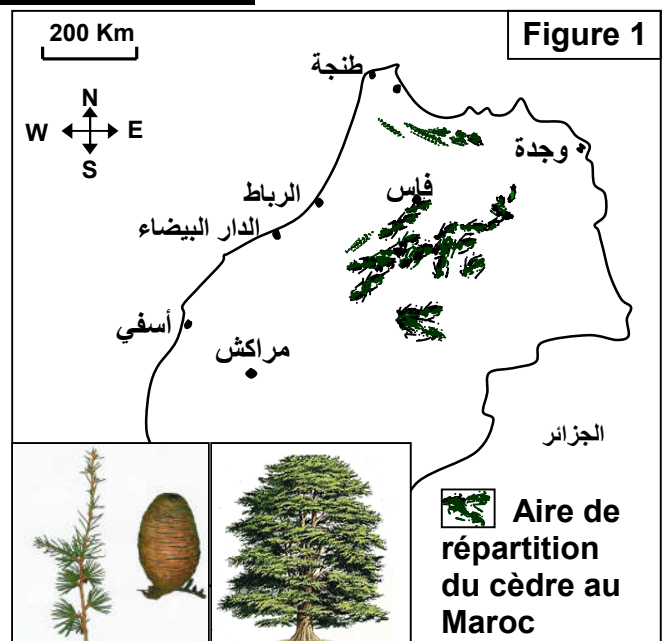 200 Km
Figure 1
N
W
E
S
طنجة
وجدة
فاس
الرباط
الدار البيضاء
أسفي
مراكش
الجزائر
Aire de
répartition
du cèdre au
Maroc